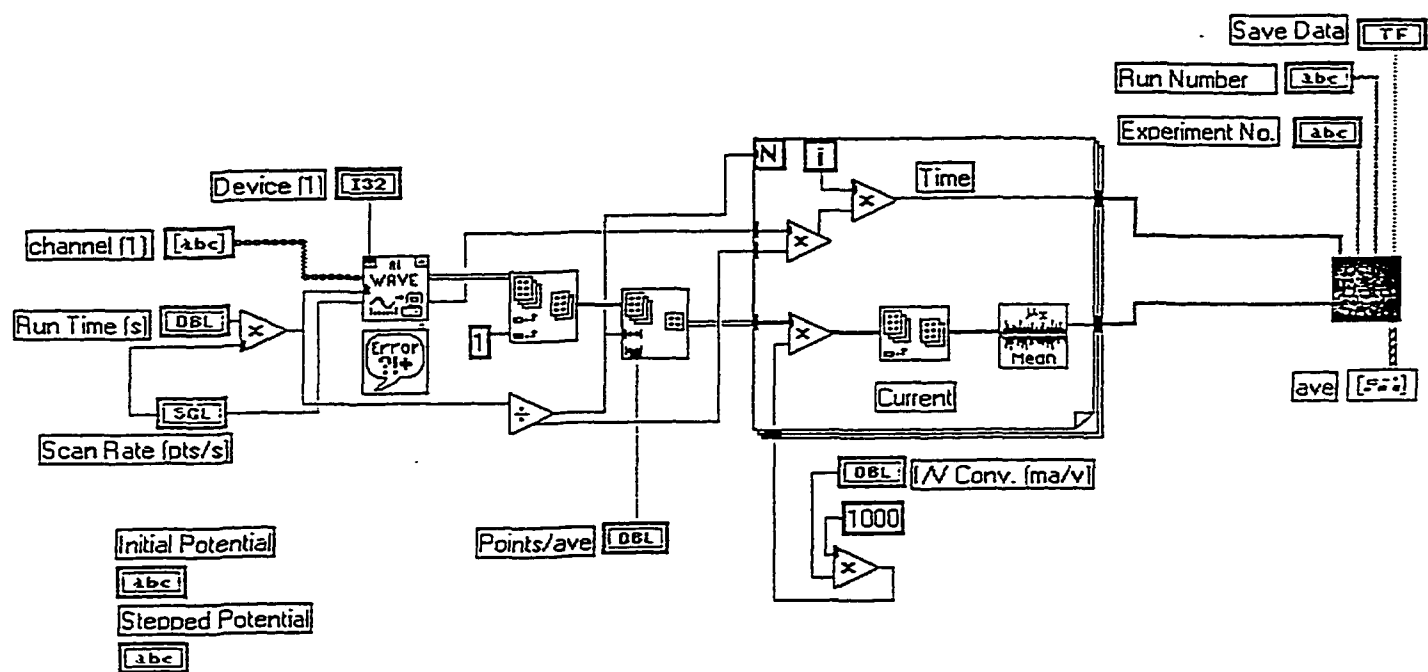 Save Data
TF
Run Number
abc
Experiment No.
abc
N
i
Time
Device (1)
I32
channel (1)
[abc]
AI
WAVE
x
x
Run Time (s)
DBL
x
1
x
μx
Mean
Error
?!+
Current
ave
SGL
÷
Scan Rate (pts/s)
DBL
I/V Conv. (ma/v)
1000
Points/ave
DBL
x
Initial Potential
abc
Stepped Potential
abc